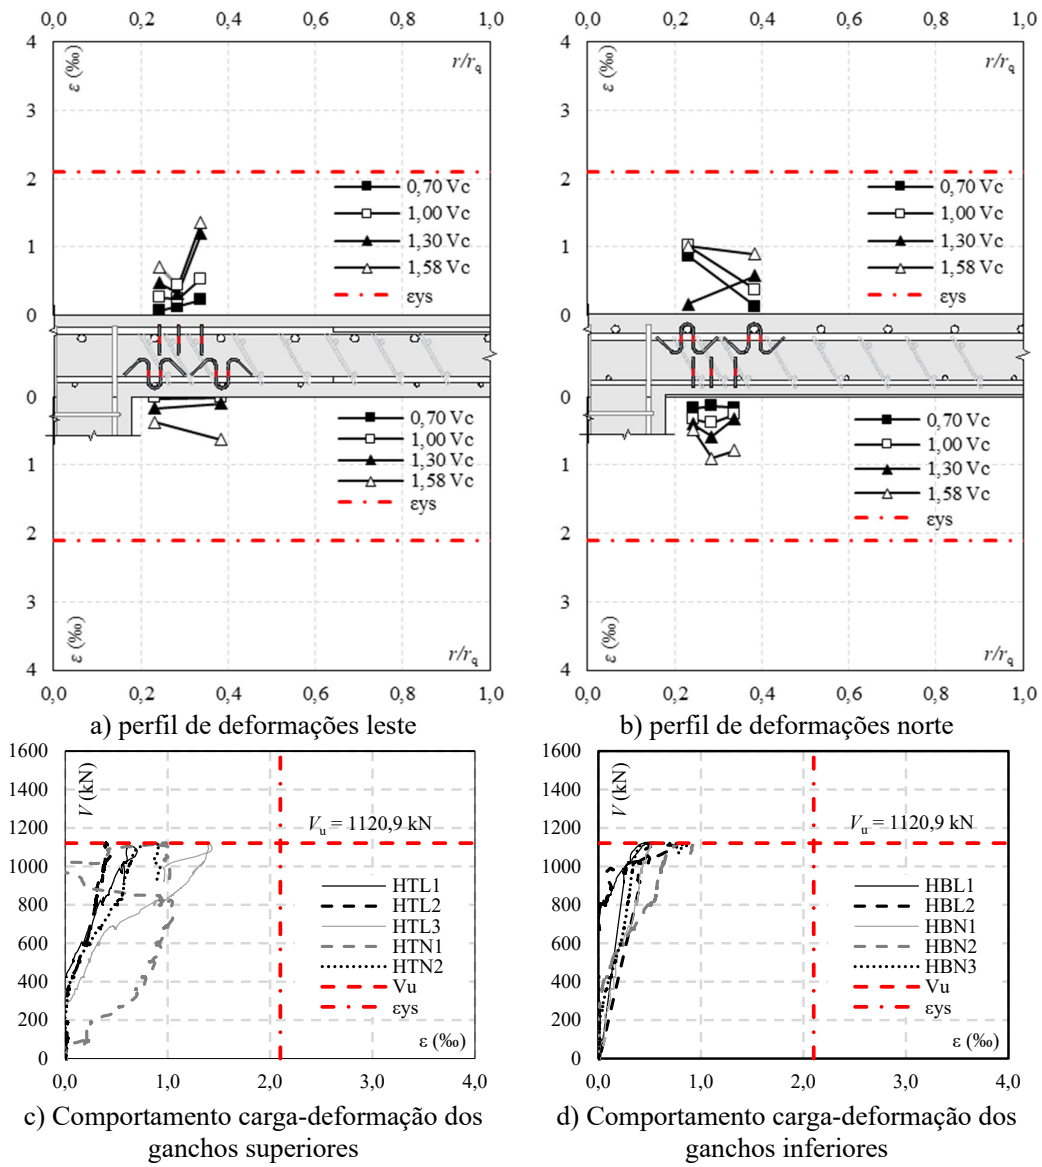 0,0 0,2 0,4 0,6 0,8 1,0
4
ε (‰)
r/rq
3
2
0,70 Vc
1,00 Vc
1,30 Vc
1,58 Vc
εys
1
0
0
0,70 Vc
1,00 Vc
1,30 Vc
1,58 Vc
εys
1
2
3
ε (‰)
r/rq
4
0,0 0,2 0,4 0,6 0,8 1,0
a) perfil de deformações leste
0,0 0,2 0,4 0,6 0,8 1,0
4
ε (‰)
r/rq
3
2
0,70 Vc
1,00 Vc
1,30 Vc
1,58 Vc
εys
1
0
0
0,70 Vc
1,00 Vc
1,30 Vc
1,58 Vc
εys
1
2
3
ε (‰)
r/rq
4
0,0 0,2 0,4 0,6 0,8 1,0
b) perfil de deformações norte
1600
V (kN)
1400
1200
Vu = 1120,9 kN
1000
800
600
400
200
0
HTL1
HTL2
HTL3
HTN1
HTN2
Vu
εys
ε (‰)
0,0 1,0 2,0 3,0 4,0
c) Comportamento carga-deformação dos
ganchos superiores
1600
V (kN)
1400
1200
Vu = 1120,9 kN
1000
800
600
400
200
0
HBL1
HBL2
HBN1
HBN2
HBN3
Vu
εys
ε (‰)
0,0 1,0 2,0 3,0 4,0
d) Comportamento carga-deformação dos
ganchos inferiores